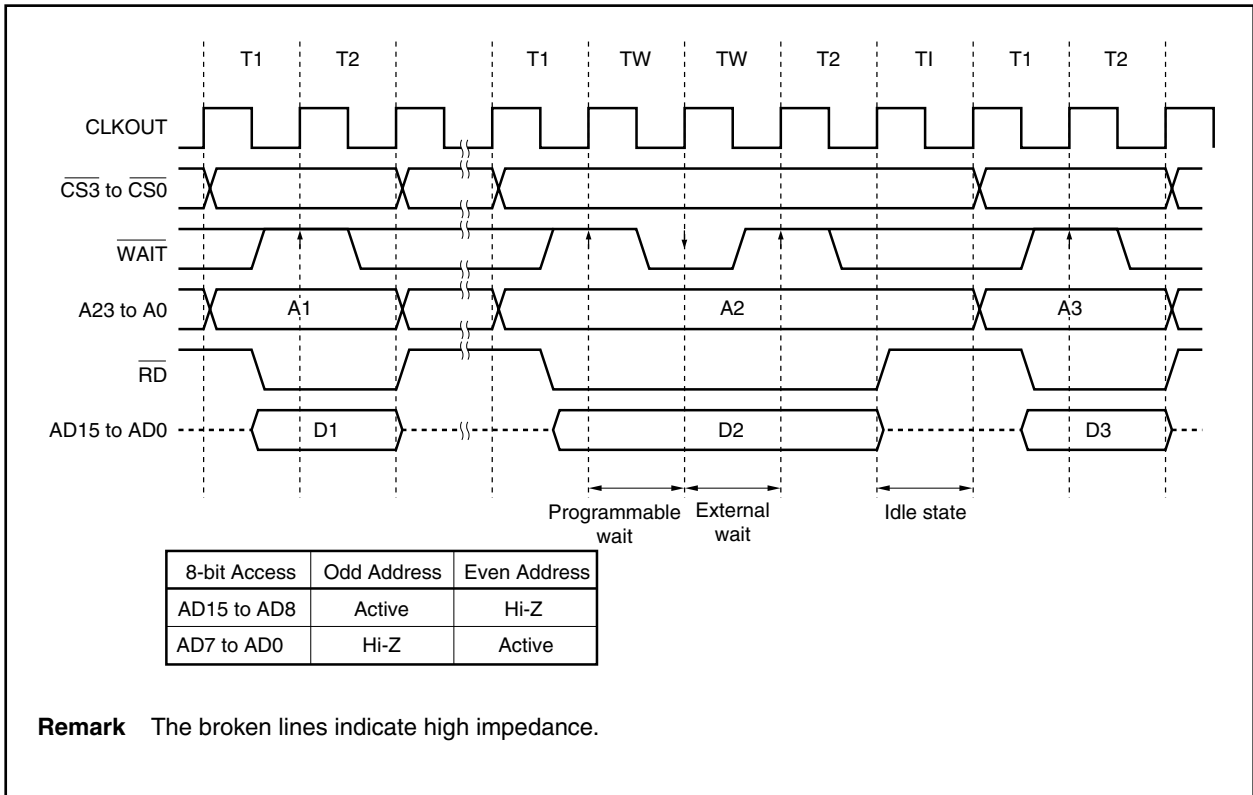 T1 T2 T1 TW TW T2 TI T1 T2
CLKOUT
CS3 to CS0
WAIT
A23 to A0 A1 A2 A3
RD
AD15 to AD0 D1 D2 D3
Programmable wait
External wait
Idle state
8-bit Access Odd Address Even Address
AD15 to AD8 Active Hi-Z
AD7 to AD0 Hi-Z Active
Remark The broken lines indicate high impedance.